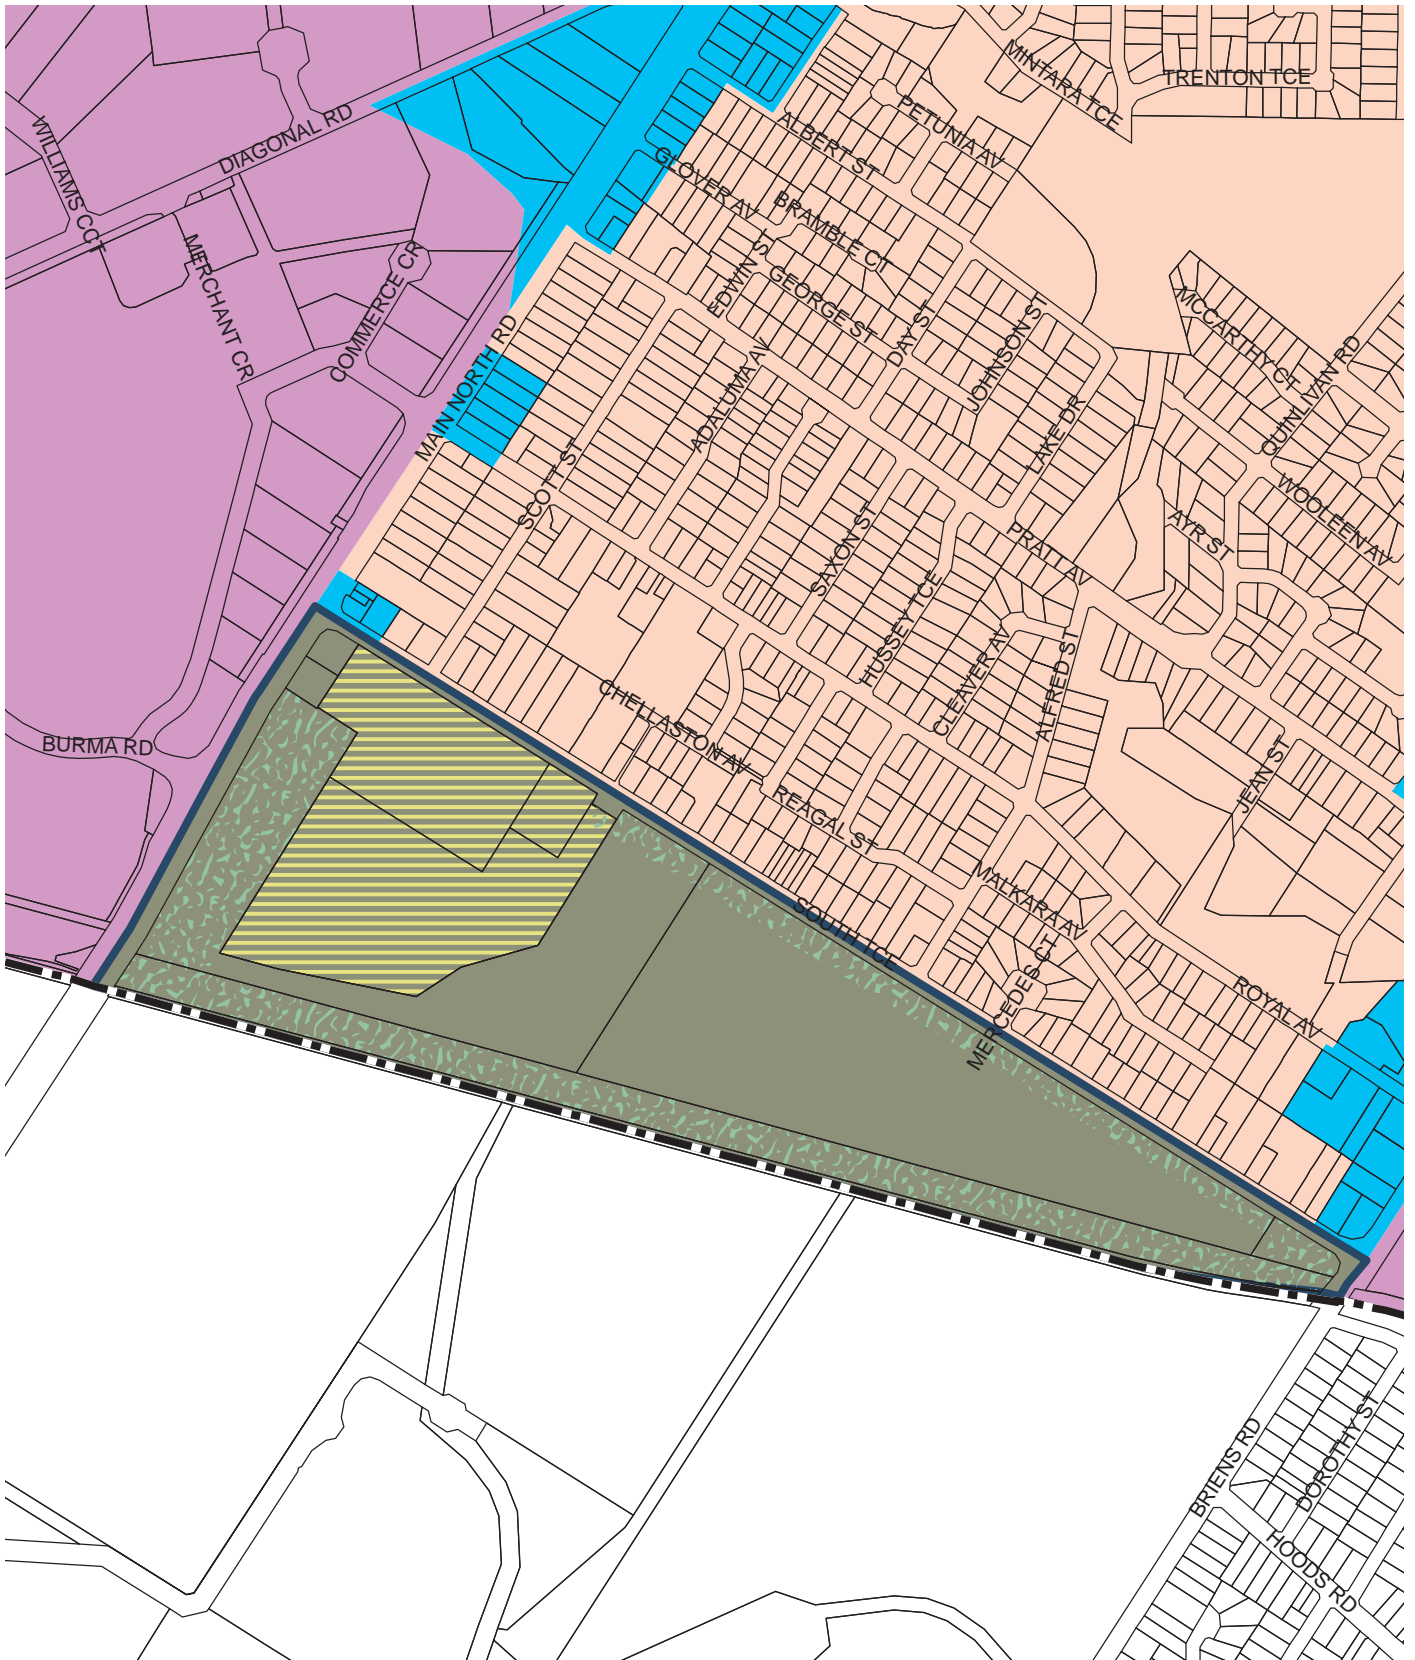 MINTARA TCE
TRENTON TCE
PETUNIA AV
ALBERT ST
WILLIAMS CCT
DIAGONAL RD
GLOVER AV
BRAMBLE CT
MERCHANT CR
COMMERCE CR
EDWIN ST
GEORGE ST
DAY ST
JOHNSON ST
MCCARTHY CT
QUINLIVAN RD
MAIN NORTH RD
ADALUMA AV
LAKE DR
SCOTT ST
WOOLEEN AV
AYR ST
PRATT AV
SAXON ST
HUSSEY TCE
CLEAVER AV
ALFRED ST
CHELLASTON AV
BURMA RD
JEAN ST
REAGAL ST
MALKARA AV
SOUTH TCE
MERCEDES CT
ROYAL AV
BRIENS RD
DOROTHY ST
HOODS RD